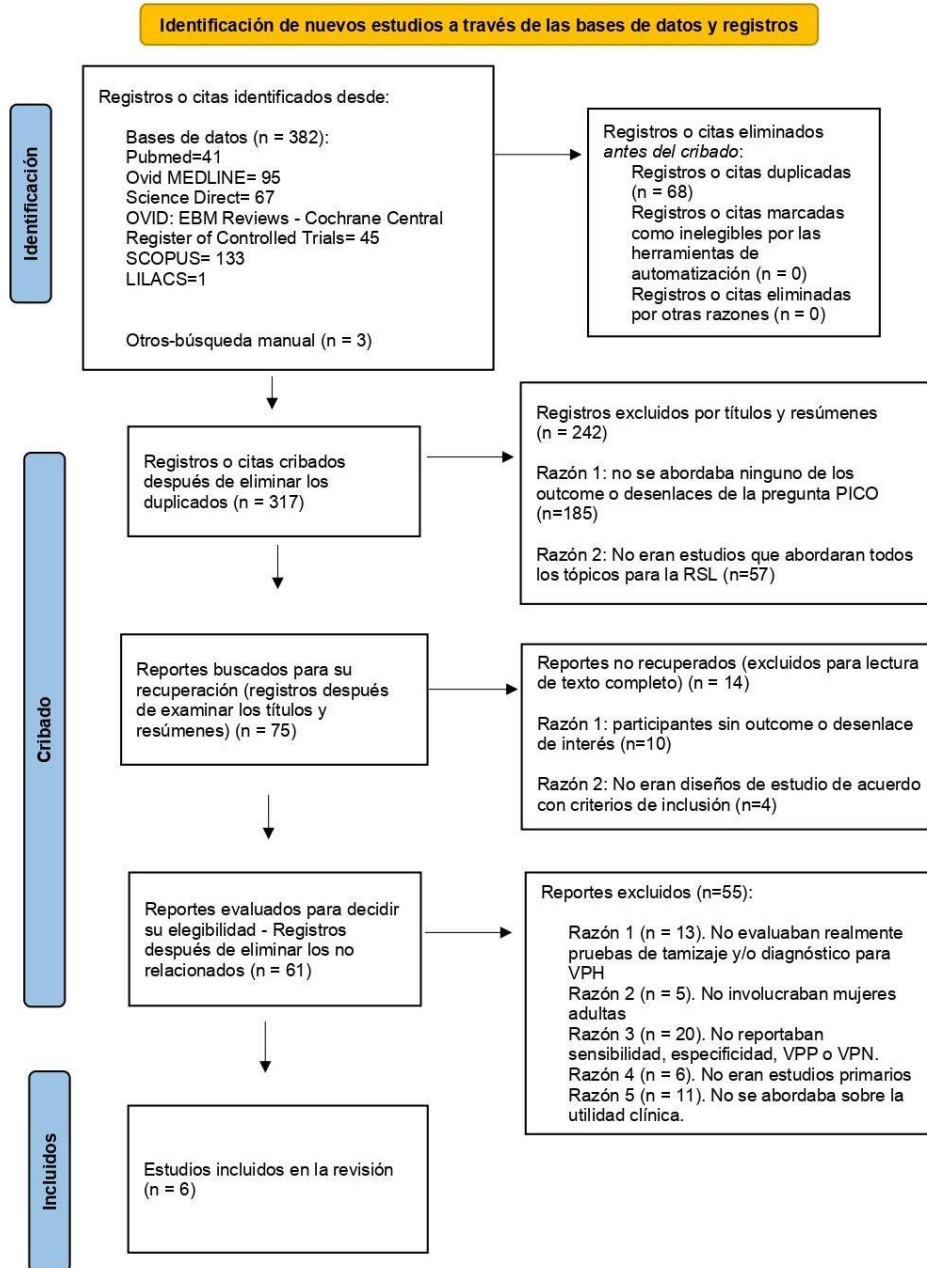 Identificación de nuevos estudios a través de las bases de datos y registros
Identificación
Registros o citas identificados desde:
Bases de datos (n = 382):
Pubmed=41
Ovid MEDLINE= 95
Science Direct= 67
OVID: EBM Reviews - Cochrane Central
Register of Controlled Trials= 45
SCOPUS= 133
LILACS=1
Otros-búsqueda manual (n = 3)
Registros o citas eliminados
antes del cribado:
Registros o citas duplicadas
(n = 68)
Registros o citas marcadas
como inelegibles por las
herramientas de
automatización (n = 0)
Registros o citas eliminadas
por otras razones (n = 0)
Cribado
Registros o citas cribados
después de eliminar los
duplicados (n = 317)
Registros excluidos por títulos y resúmenes
(n = 242)
Razón 1: no se abordaba ninguno de los
outcome o desenlaces de la pregunta PICO
(n=185)
Razón 2: No eran estudios que abordaran todos
los tópicos para la RSL (n=57)
Reportes buscados para su
recuperación (registros después
de examinar los títulos y
resúmenes) (n = 75)
Reportes no recuperados (excluidos para lectura
de texto completo) (n = 14)
Razón 1: participantes sin outcome o desenlace
de interés (n=10)
Razón 2: No eran diseños de estudio de acuerdo
con criterios de inclusión (n=4)
Reportes evaluados para decidir
su elegibilidad - Registros
después de eliminar los no
relacionados (n = 61)
Reportes excluidos (n=55):
Razón 1 (n = 13). No evaluaban realmente
pruebas de tamizaje y/o diagnóstico para
VPH
Razón 2 (n = 5). No involucraban mujeres
adultas
Razón 3 (n = 20). No reportaban
sensibilidad, especificidad, VPP o VPN.
Razón 4 (n = 6). No eran estudios primarios
Razón 5 (n = 11). No se abordaba sobre la
utilidad clínica.
Incluidos
Estudios incluidos en la revisión
(n = 6)